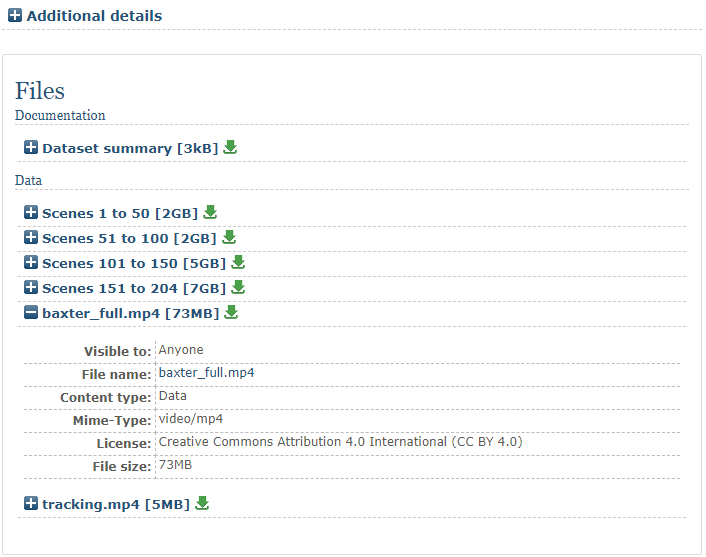 Additional details
Files
Documentation
Dataset summary [3kB]
Data
Scenes 1 to 50 [2GB]
Scenes 51 to 100 [2GB]
Scenes 101 to 150 [5GB]
Scenes 151 to 204 [7GB]
baxter_full.mp4 [73MB]
Visible to: Anyone
File name: baxter_full.mp4
Content type: Data
Mime-Type: video/mp4
License: Creative Commons Attribution 4.0 International (CC BY 4.0)
File size: 73MB
tracking.mp4 [5MB]